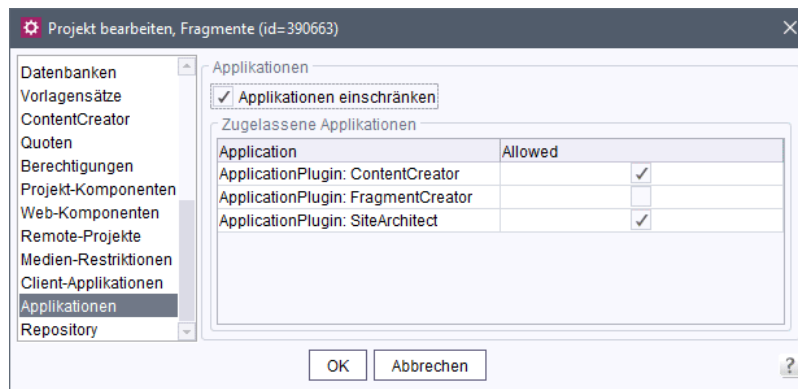 Projekt bearbeiten, Fragmente (id=390663)
Datenbanken
Vorlagensätze
ContentCreator
Quoten
Berechtigungen
Projekt-Komponenten
Web-Komponenten
Remote-Projekte
Medien-Restriktionen
Client-Applikationen
Applikationen
Repository
Applikationen
Applikationen einschränken
Zugelassene Applikationen
Application Allowed
ApplicationPlugin: ContentCreator
ApplicationPlugin: FragmentCreator
ApplicationPlugin: SiteArchitect
OK Abbrechen ?